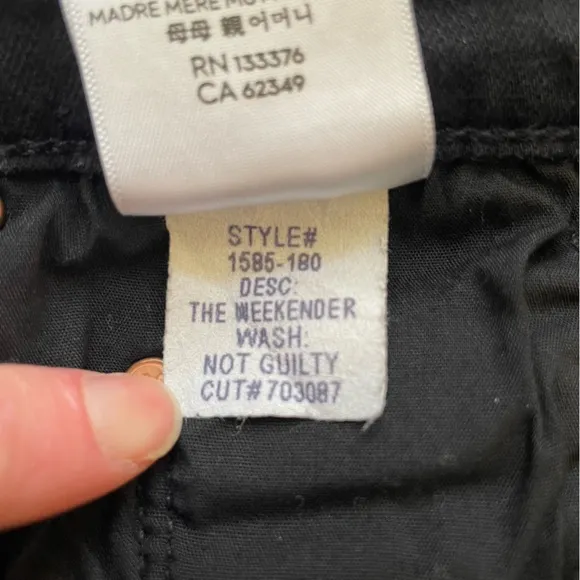 MADRE MERE MO
母母 親 어머니
RN 133376
CA 62349
STYLE#
1585-180
DESC:
THE WEEKENDER
WASH:
NOT GUILTY
CUT# 703087